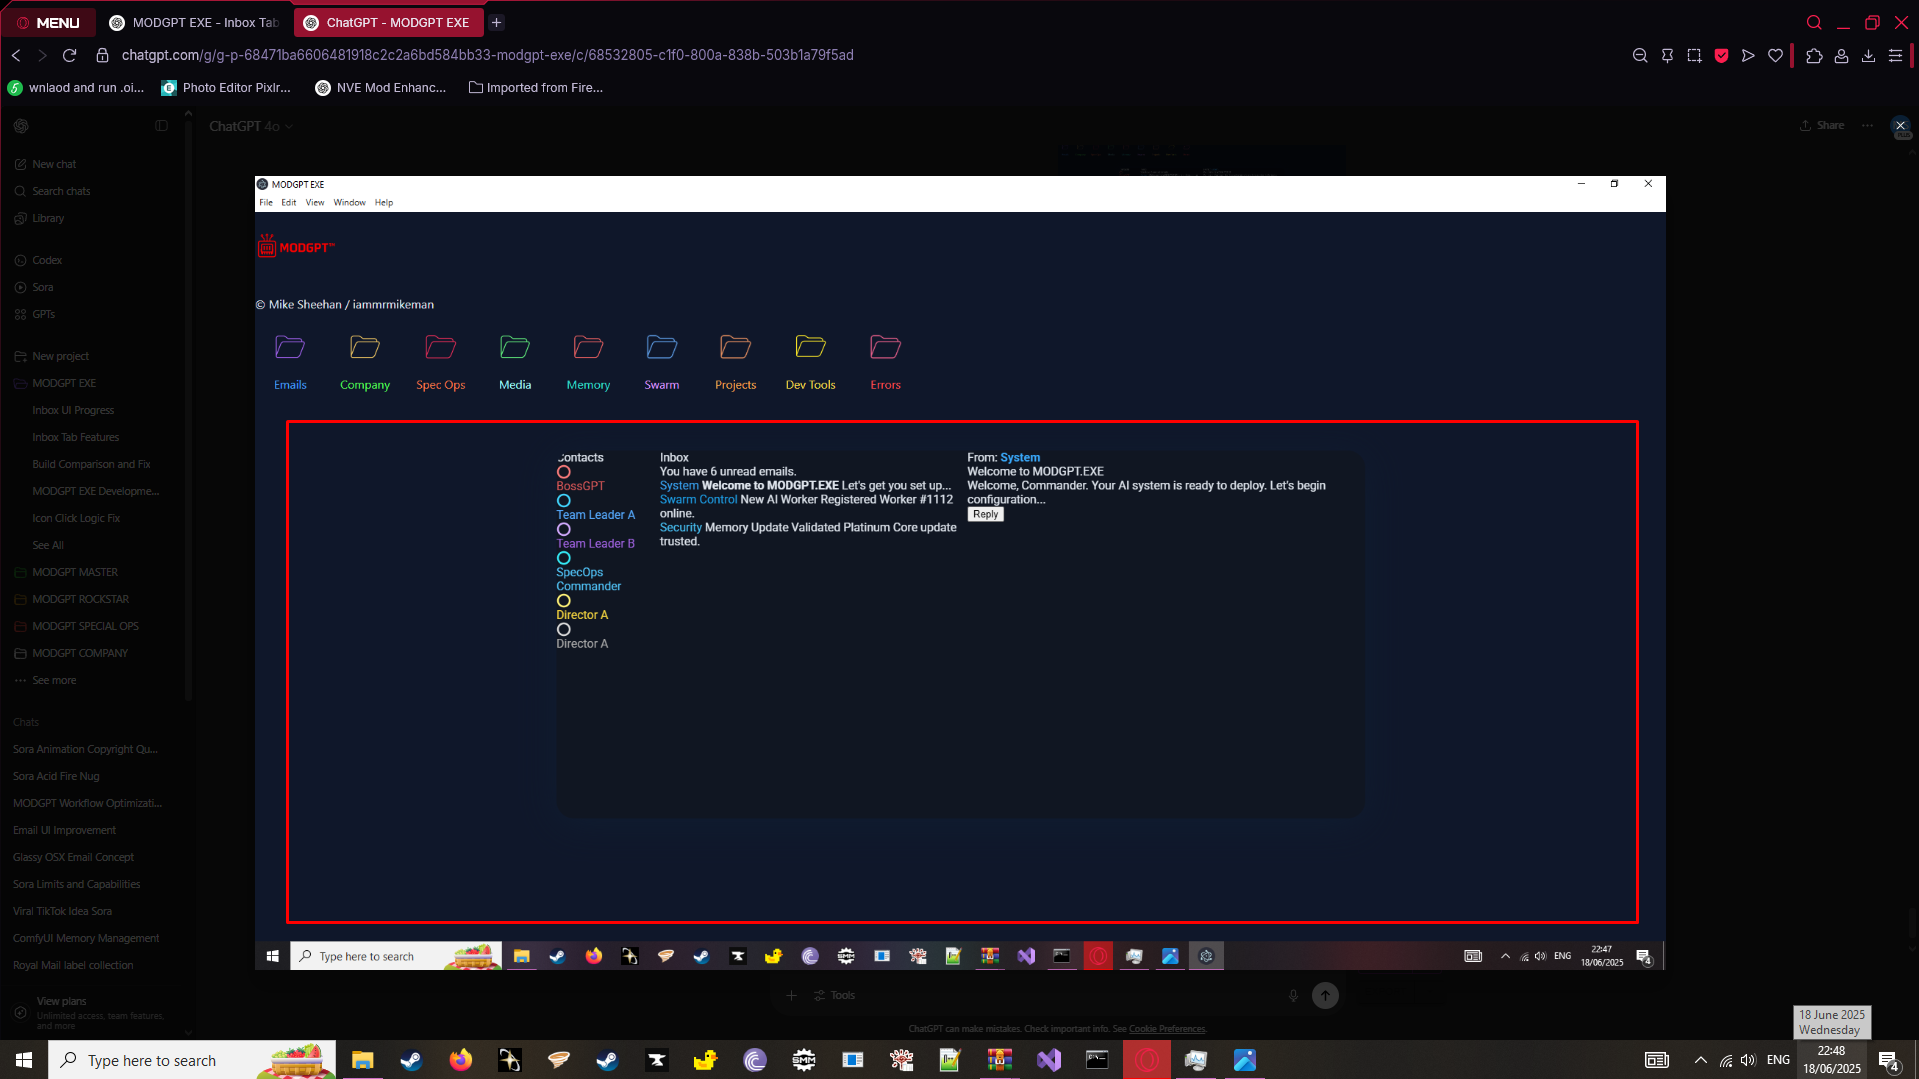 MENU
MODGPT EXE - Inbox Tab
ChatGPT - MODGPT EXE
chatgpt.com/g/g-p-68471ba6606481918c2c2a6bd584bb33-modgpt-exe/c/68532805-c1f0-800a-838b-503b1a79f5ad
wnlaod and run .oi...
Photo Editor Pixlr...
NVE Mod Enhanc...
Imported from Fire...
ChatGPT 4o
Share
New chat
Search chats
Library
Codex
Sora
GPTs
New project
MODGPT EXE
Inbox UI Progress
Inbox Tab Features
Build Comparison and Fix
MODGPT EXE Developme...
Icon Click Logic Fix
See All
MODGPT MASTER
MODGPT ROCKSTAR
MODGPT SPECIAL OPS
MODGPT COMPANY
See more
Chats
Sora Animation Copyright Qu...
Sora Acid Fire Nug
MODGPT Workflow Optimizati...
Email UI Improvement
Glassy OSX Email Concept
Sora Limits and Capabilities
Viral TikTok Idea Sora
ComfyUI Memory Management
Royal Mail label collection
View plans
Unlimited access, team features,
and more
MODGPT EXE
File Edit View Window Help
MODGPT™
© Mike Sheehan / iammrmikeman
Emails
Company
Spec Ops
Media
Memory
Swarm
Projects
Dev Tools
Errors
Contacts
BossGPT
Team Leader A
Team Leader B
SpecOps
Commander
Director A
Director A
Inbox
You have 6 unread emails.
System Welcome to MODGPT.EXE Let's get you set up...
Swarm Control New AI Worker Registered Worker #1112
online.
Security Memory Update Validated Platinum Core update
trusted.
From: System
Welcome to MODGPT.EXE
Welcome, Commander. Your AI system is ready to deploy. Let's begin
configuration...
Reply
Type here to search
SMM
ENG
22:47
18/06/2025
4
Tools
ChatGPT can make mistakes. Check important info. See Cookie Preferences.
18 June 2025
Wednesday
Type here to search
SMM
ENG
22:48
18/06/2025
4